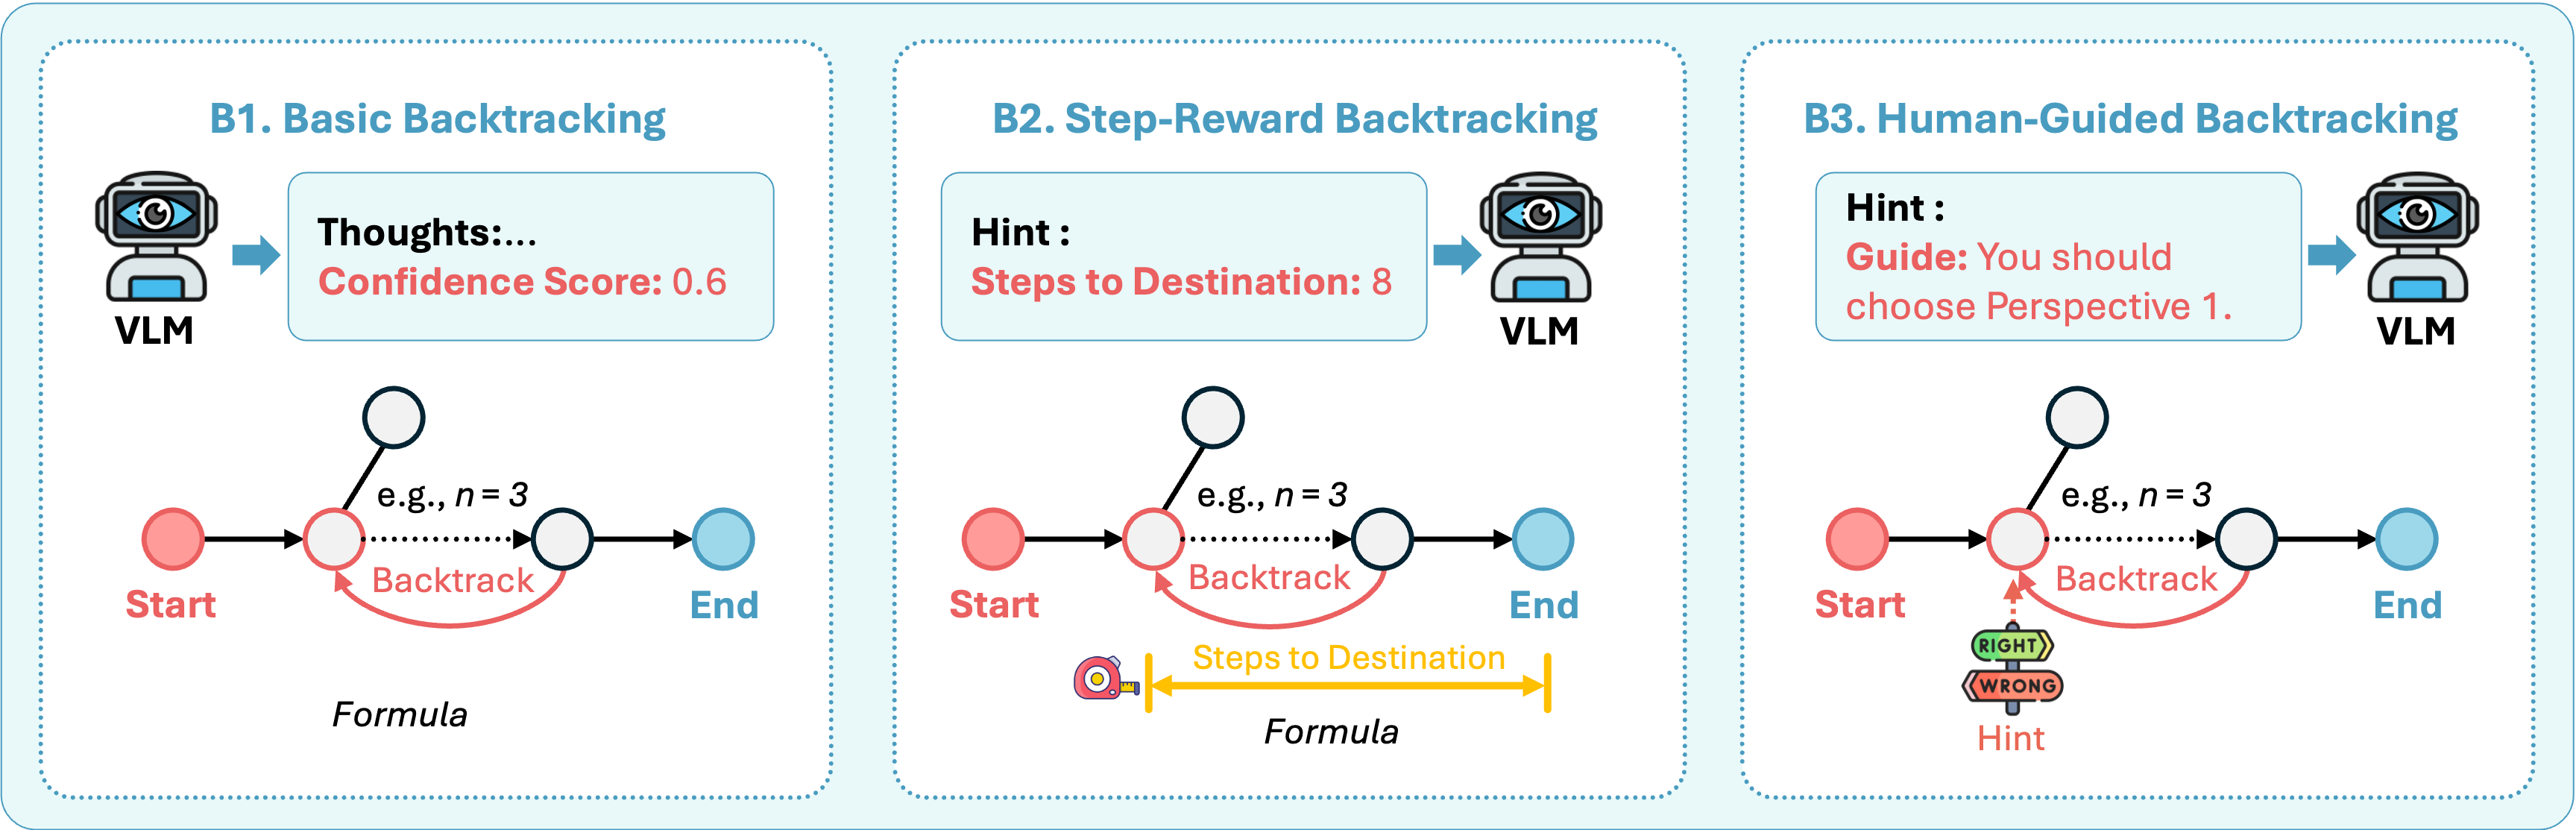 B1. Basic Backtracking
Thoughts:...
Confidence Score: 0.6
VLM
e.g., n = 3
Backtrack
Start
End
Formula
B2. Step-Reward Backtracking
Hint :
Steps to Destination: 8
VLM
e.g., n = 3
Backtrack
Start
End
Steps to Destination
Formula
B3. Human-Guided Backtracking
Hint :
Guide: You should
choose Perspective 1.
VLM
e.g., n = 3
Backtrack
Start
End
RIGHT
WRONG
Hint